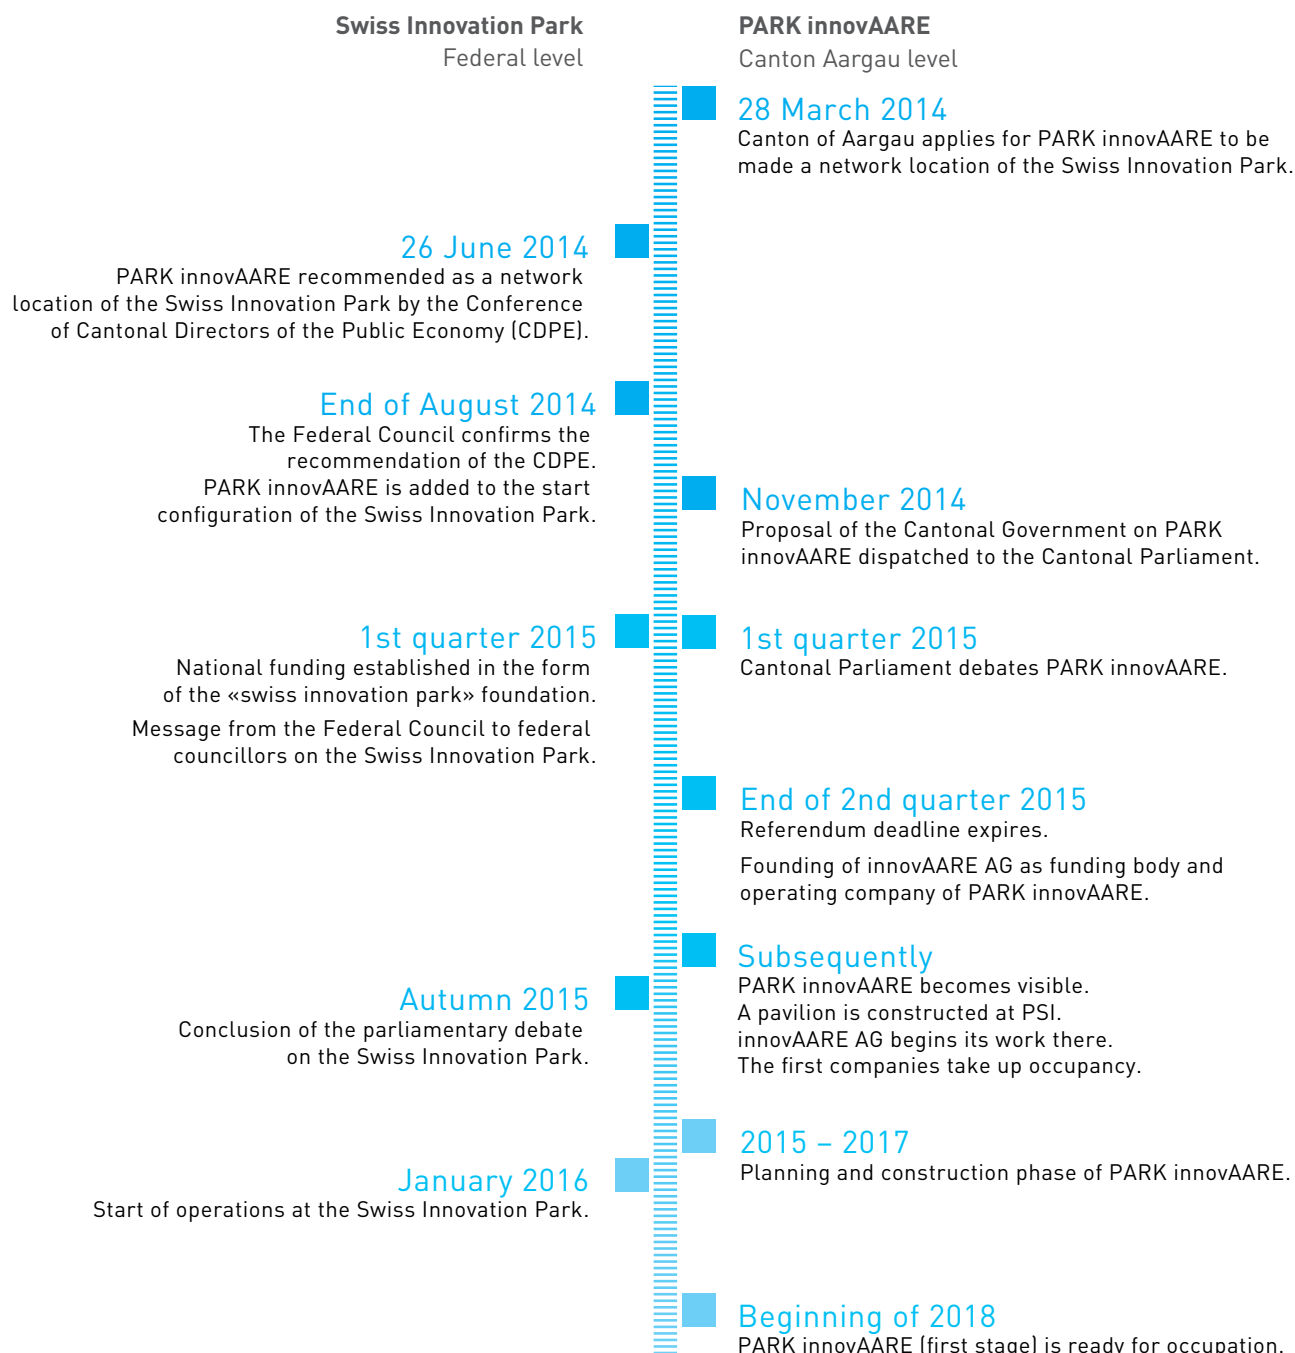 Swiss Innovation Park
Federal level
PARK innovAARE
Canton Aargau level
28 March 2014
Canton of Aargau applies for PARK innovAARE to be
made a network location of the Swiss Innovation Park.
26 June 2014
PARK innovAARE recommended as a network
location of the Swiss Innovation Park by the Conference
of Cantonal Directors of the Public Economy (CDPE).
End of August 2014
The Federal Council confirms the
recommendation of the CDPE.
PARK innovAARE is added to the start
configuration of the Swiss Innovation Park.
November 2014
Proposal of the Cantonal Government on PARK
innovAARE dispatched to the Cantonal Parliament.
1st quarter 2015
National funding established in the form
of the «swiss innovation park» foundation.
Message from the Federal Council to federal
councillors on the Swiss Innovation Park.
1st quarter 2015
Cantonal Parliament debates PARK innovAARE.
End of 2nd quarter 2015
Referendum deadline expires.
Founding of innovAARE AG as funding body and
operating company of PARK innovAARE.
Subsequently
PARK innovAARE becomes visible.
A pavilion is constructed at PSI.
innovAARE AG begins its work there.
The first companies take up occupancy.
Autumn 2015
Conclusion of the parliamentary debate
on the Swiss Innovation Park.
2015 – 2017
Planning and construction phase of PARK innovAARE.
January 2016
Start of operations at the Swiss Innovation Park.
Beginning of 2018
PARK innovAARE (first stage) is ready for occupation.